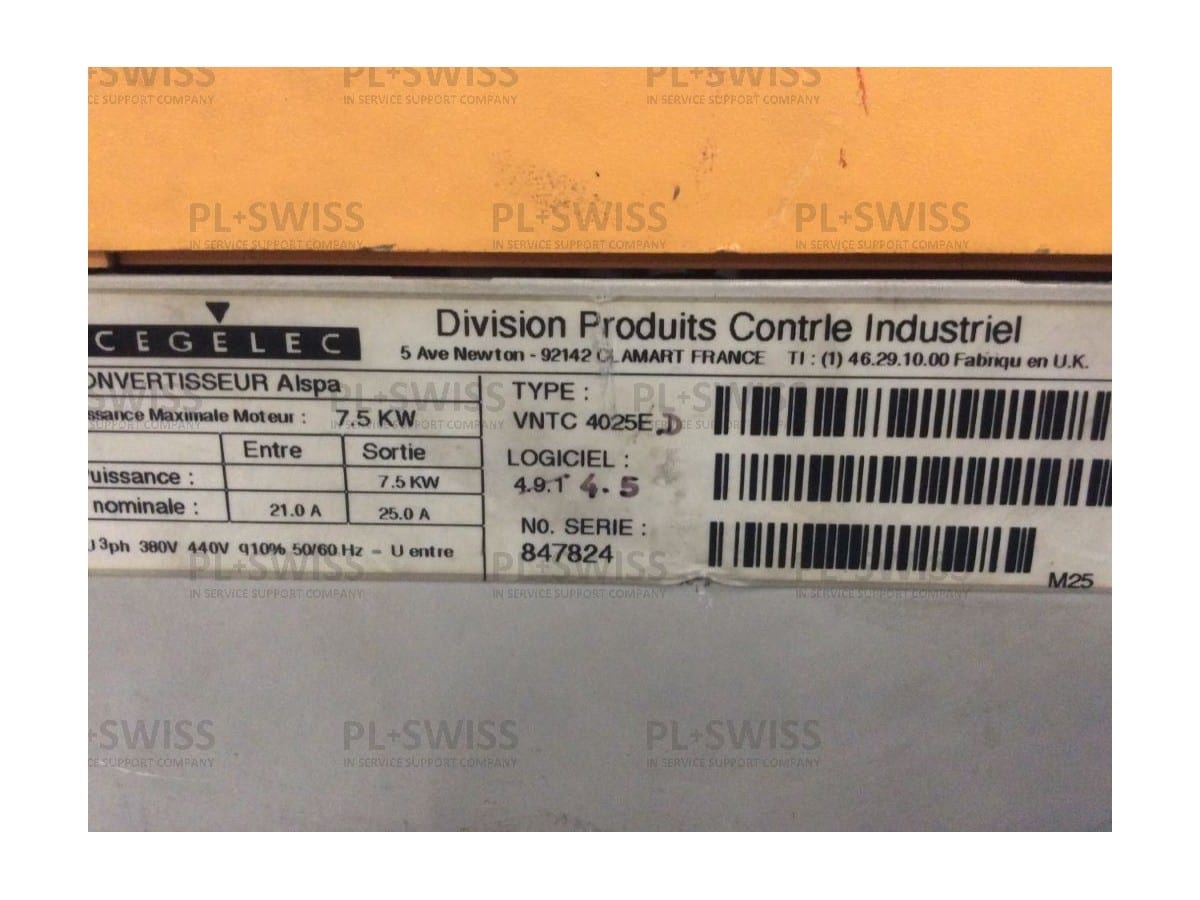 CEGELEC
Division Produits Contrle Industriel
5 Ave Newton - 92142 CLAMART FRANCE Tl : (1) 46.29.10.00 Fabriqu en U.K.
ONVERTISSEUR Alspa
ssance Maximale Moteur : 7.5 KW
Entre Sortie
uissance : 7.5 KW
nominale : 21.0 A 25.0 A
3ph 380V 440V q10% 50/60 Hz - U entre
TYPE :
VNTC 4025E.D
LOGICIEL :
4.9.1 4.5
N0. SERIE :
847824
M25
PL+SWISS
IN SERVICE SUPPORT COMPANY